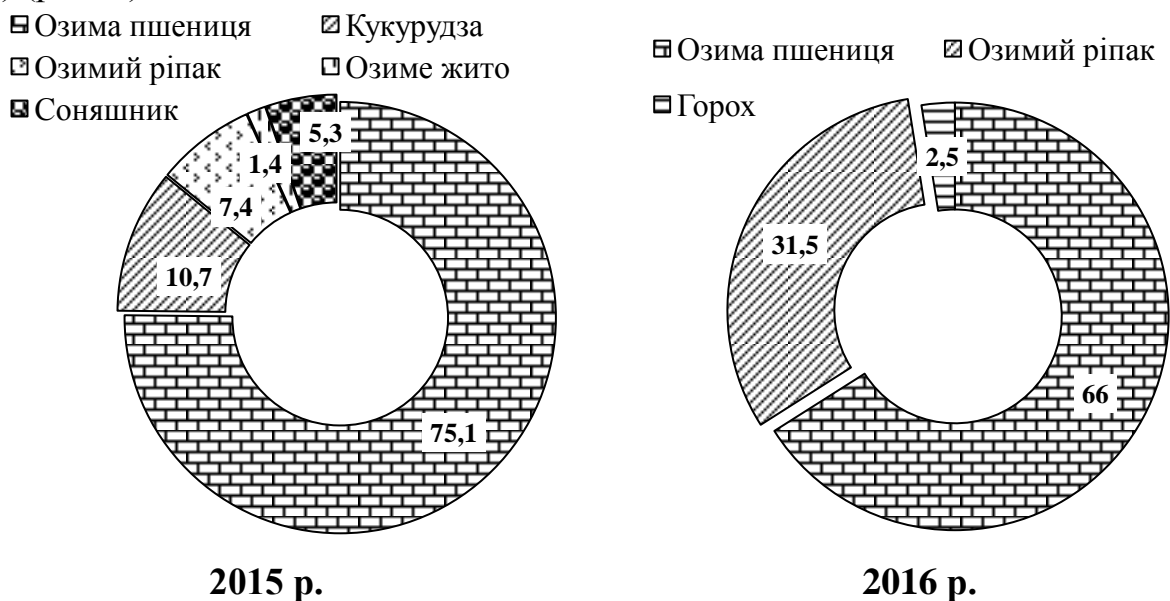 Озима пшениця
Кукурудза
Озимий ріпак
Озиме жито
Соняшник
5,3
1,4
7,4
10,7
75,1
2015 р.
Озима пшениця
Озимий ріпак
Горох
2,5
31,5
66
2016 р.